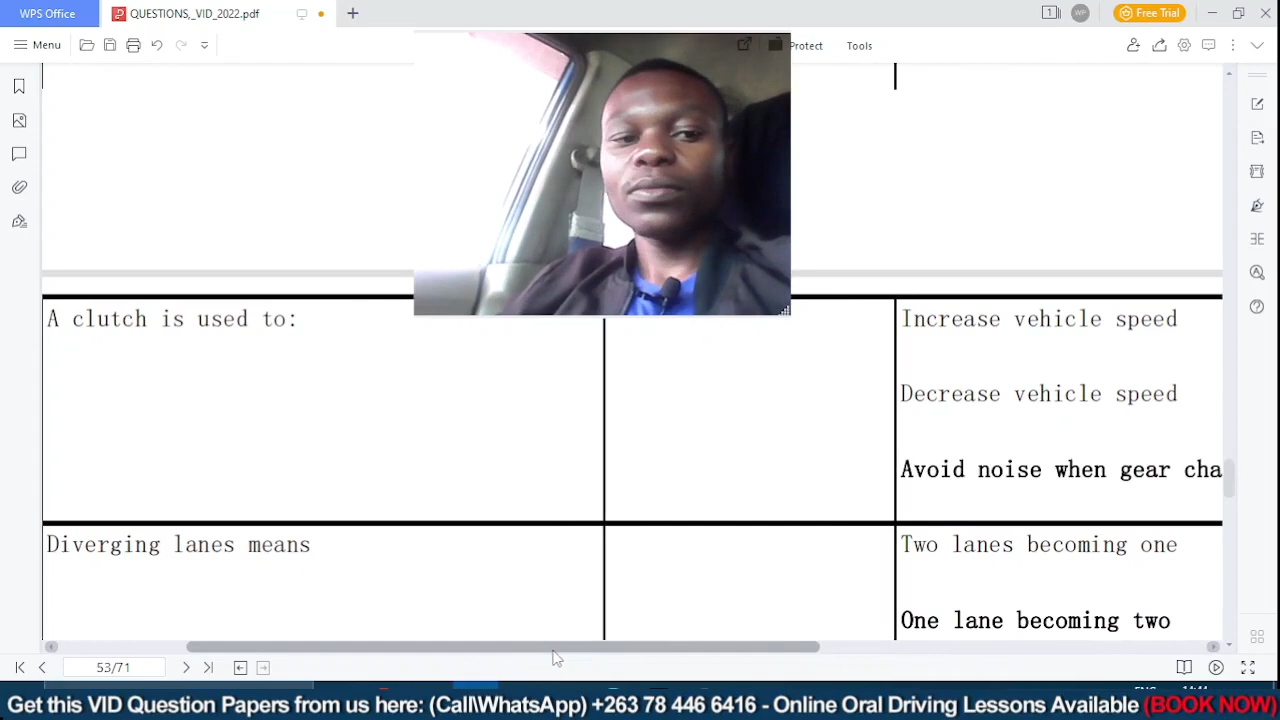 WPS Office
QUESTIONS,_VID_2022.pdf
Free Trial
Menu
Protect
Tools
A clutch is used to:
Increase vehicle speed
Decrease vehicle speed
Avoid noise when gear cha
Diverging lanes means
Two lanes becoming one
One lane becoming two
53/71
Get this VID Question Papers from us here: (Call\WhatsApp) +263 78 446 6416 - Online Oral Driving Lessons Available (BOOK NOW)